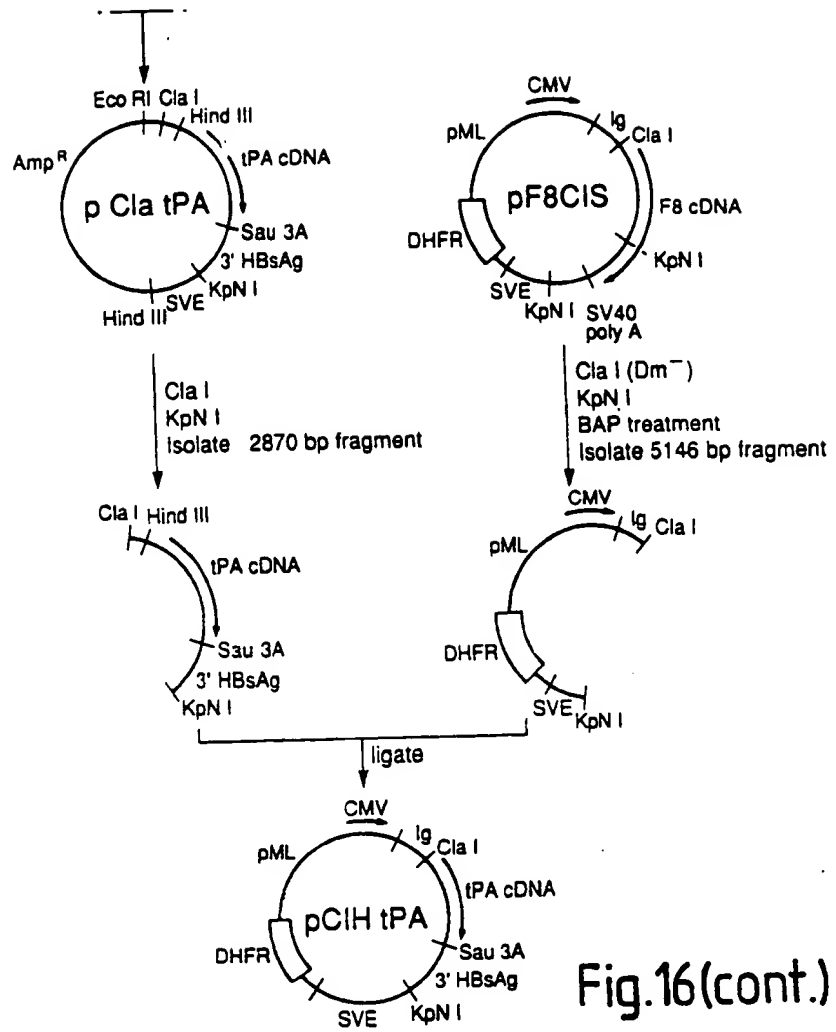 Eco RI
Cla I
Hind III
Amp R
tPA cDNA
p Cla tPA
Sau 3A
3' HBsAg
KpN I
SVE
Hind III
CMV
Ig
Cla I
pML
pF8CIS
F8 cDNA
DHFR
KpN I
SVE
KpN I
SV40
poly A
Cla I
KpN I
Isolate 2870 bp fragment
Cla I (Dm⁻)
KpN I
BAP treatment
Isolate 5146 bp fragment
Cla I
Hind III
tPA cDNA
Sau 3A
3' HBsAg
KpN I
CMV
Ig
Cla I
pML
DHFR
SVE
KpN I
ligate
CMV
Ig
Cla I
pML
tPA cDNA
pCIH tPA
DHFR
Sau 3A
3' HBsAg
KpN I
SVE
Fig.16(cont.)